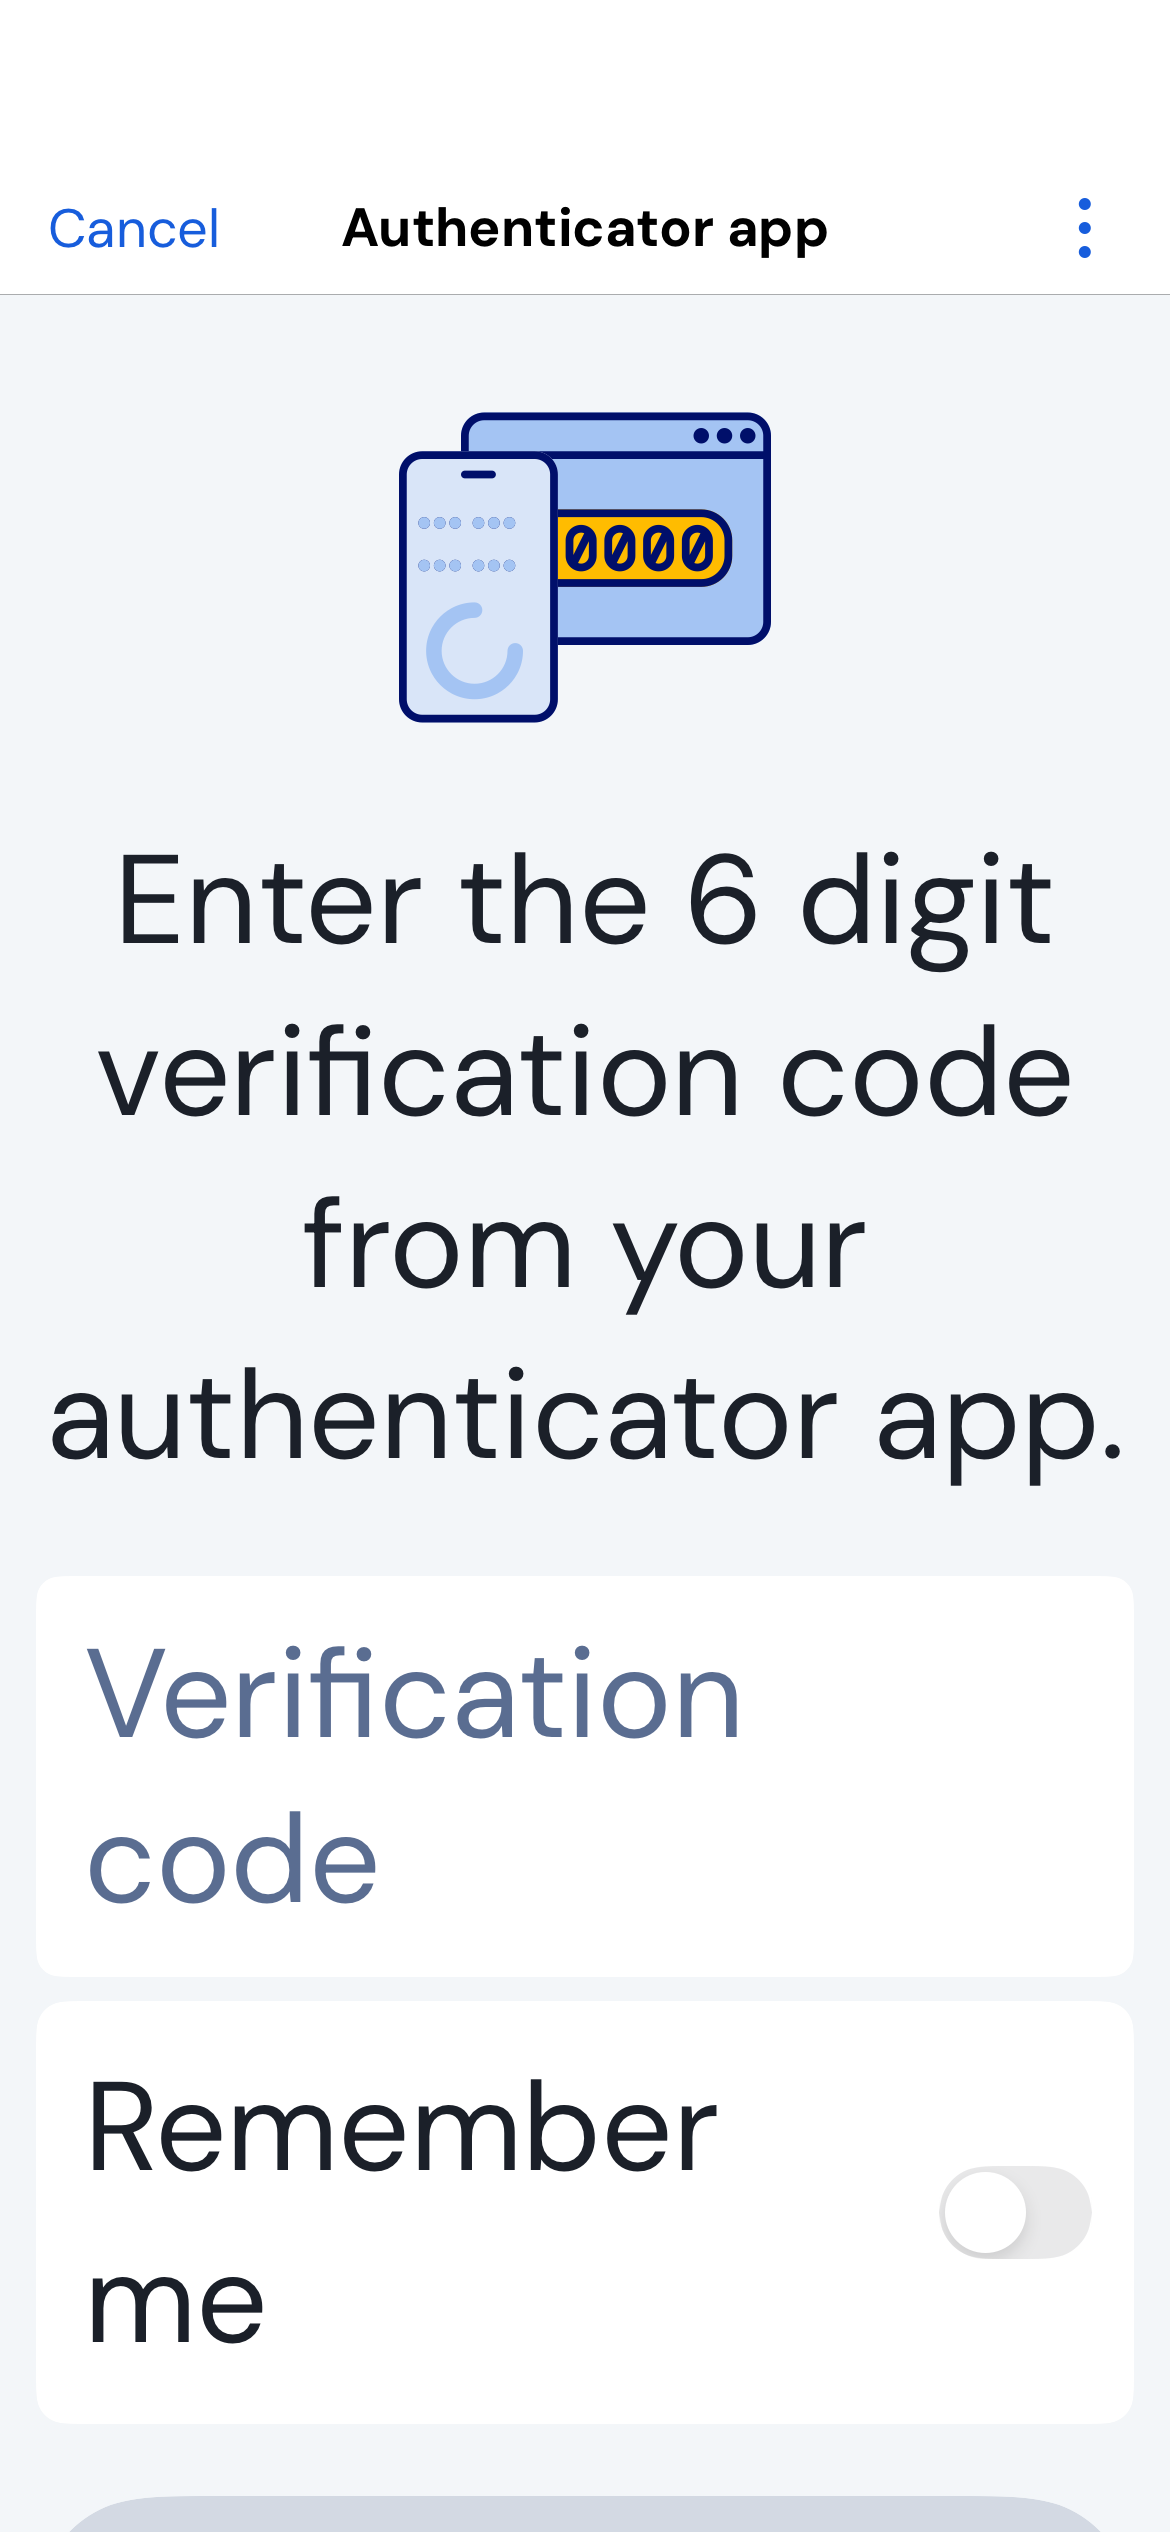 Cancel
Authenticator app
0000
Enter the 6 digit
verification code
from your
authenticator app.
Verification
code
Remember
me